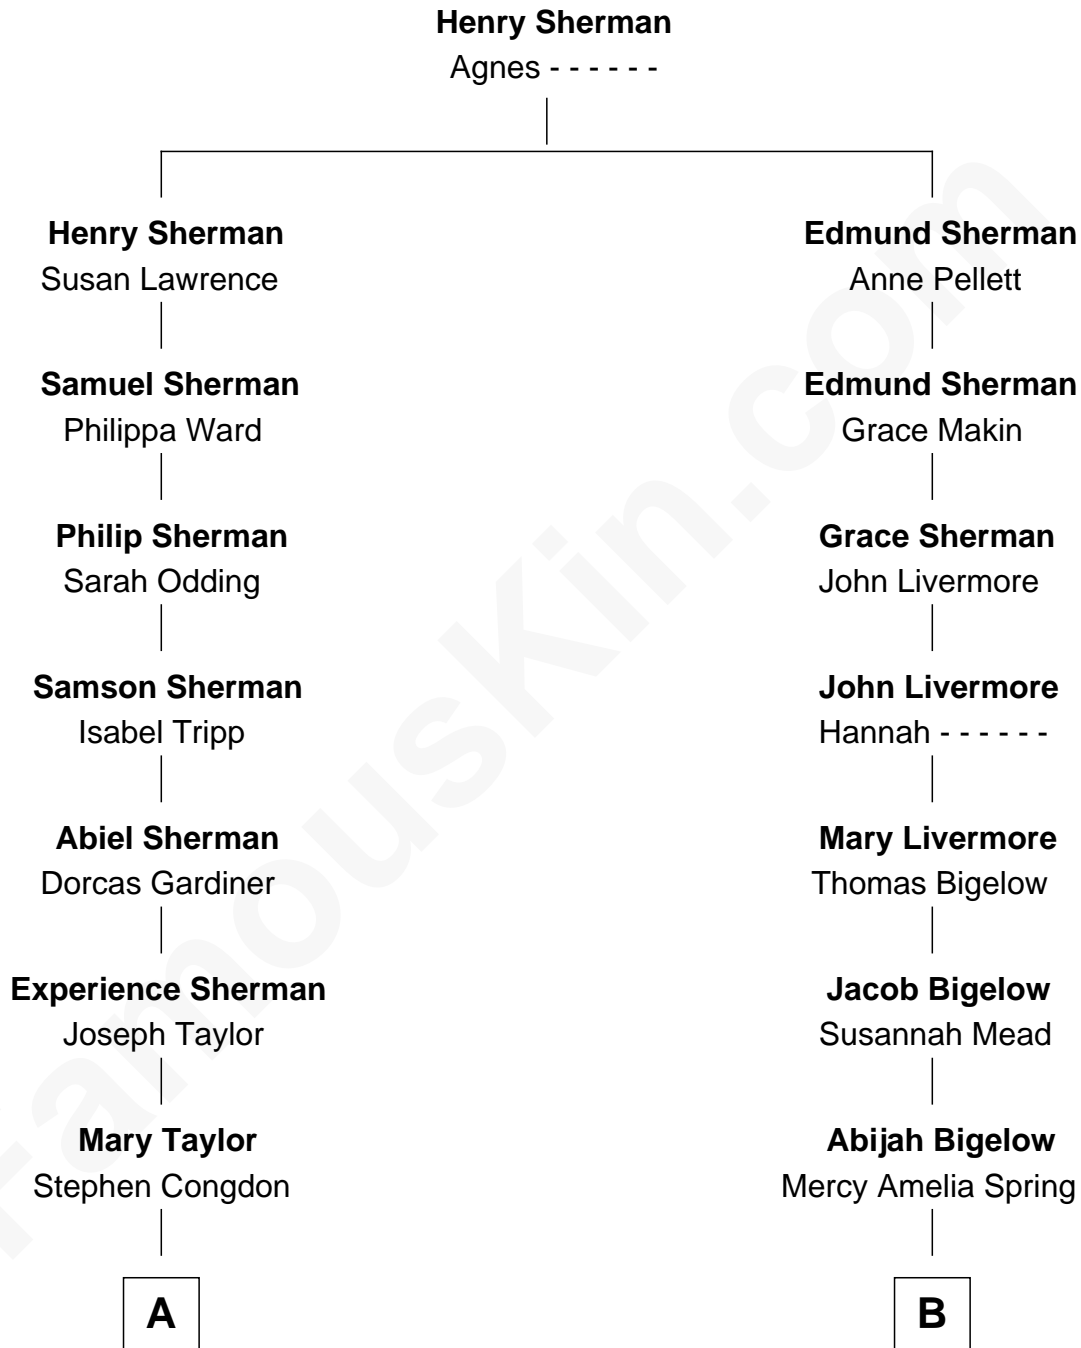 Henry Sherman
Agnes - - - - - -
Henry Sherman
Susan Lawrence
Edmund Sherman
Anne Pellett
Samuel Sherman
Philippa Ward
Edmund Sherman
Grace Makin
Philip Sherman
Sarah Odding
Grace Sherman
John Livermore
Samson Sherman
Isabel Tripp
John Livermore
Hannah - - - - - -
Abiel Sherman
Dorcas Gardiner
Mary Livermore
Thomas Bigelow
Experience Sherman
Joseph Taylor
Jacob Bigelow
Susannah Mead
Mary Taylor
Stephen Congdon
Abijah Bigelow
Mercy Amelia Spring
A
B
FamousKin.com